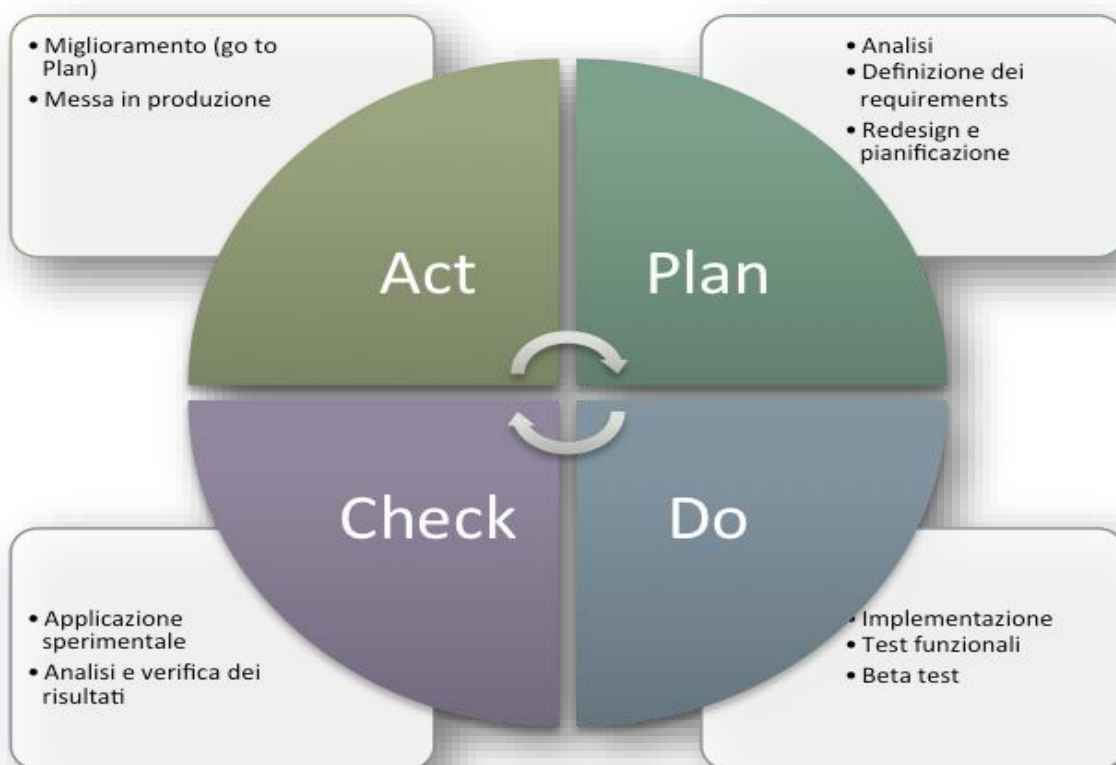 • Miglioramento (go to
Plan)
• Messa in produzione
• Analisi
• Definizione dei
requirements
• Redesign e
pianificazione
Act
Plan
Check
Do
• Applicazione
sperimentale
• Analisi e verifica dei
risultati
• Implementazione
• Test funzionali
• Beta test